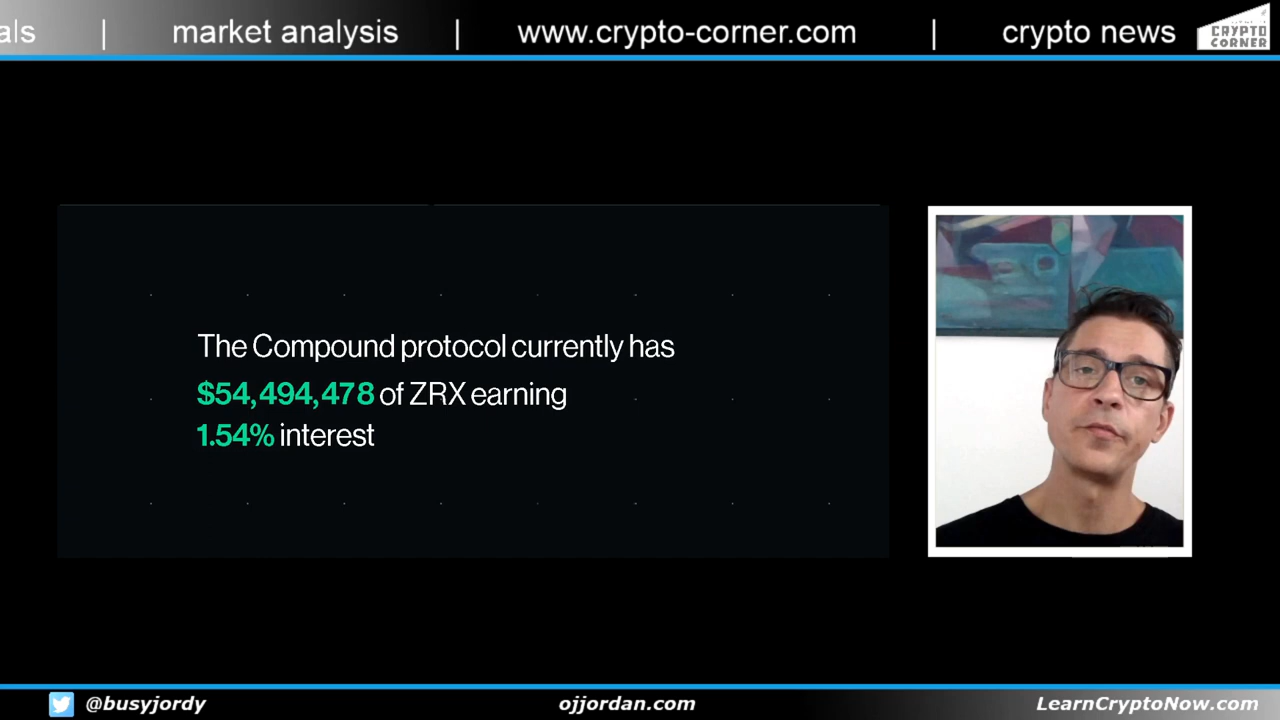 als | market analysis | www.crypto-corner.com | crypto news
CRYPTO
CORNER
The Compound protocol currently has
$54,494,478 of ZRX earning
1.54% interest
@busyjordy ojjordan.com LearnCryptoNow.com